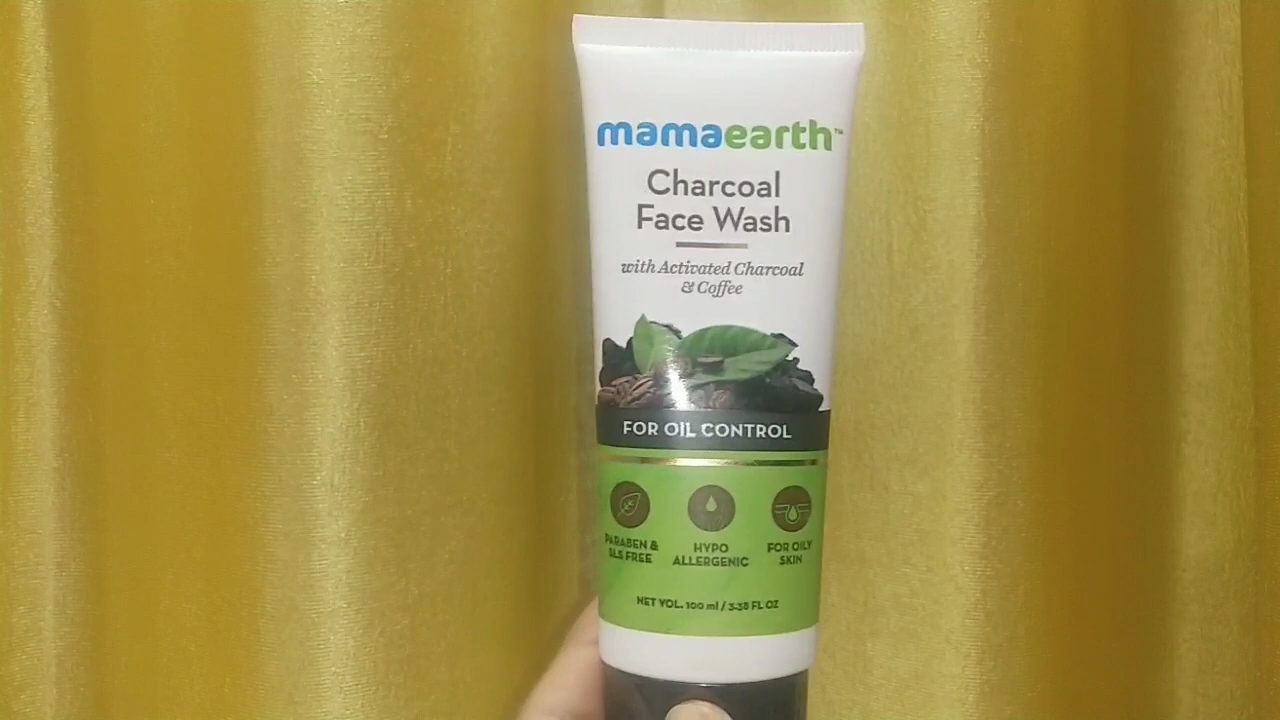 mamaearth™
Charcoal
Face Wash
with Activated Charcoal
& Coffee
FOR OIL CONTROL
PARABEN &
SLS FREE
HYPO
ALLERGENIC
FOR OILY
SKIN
NET VOL. 100 ml / 3.38 FL OZ